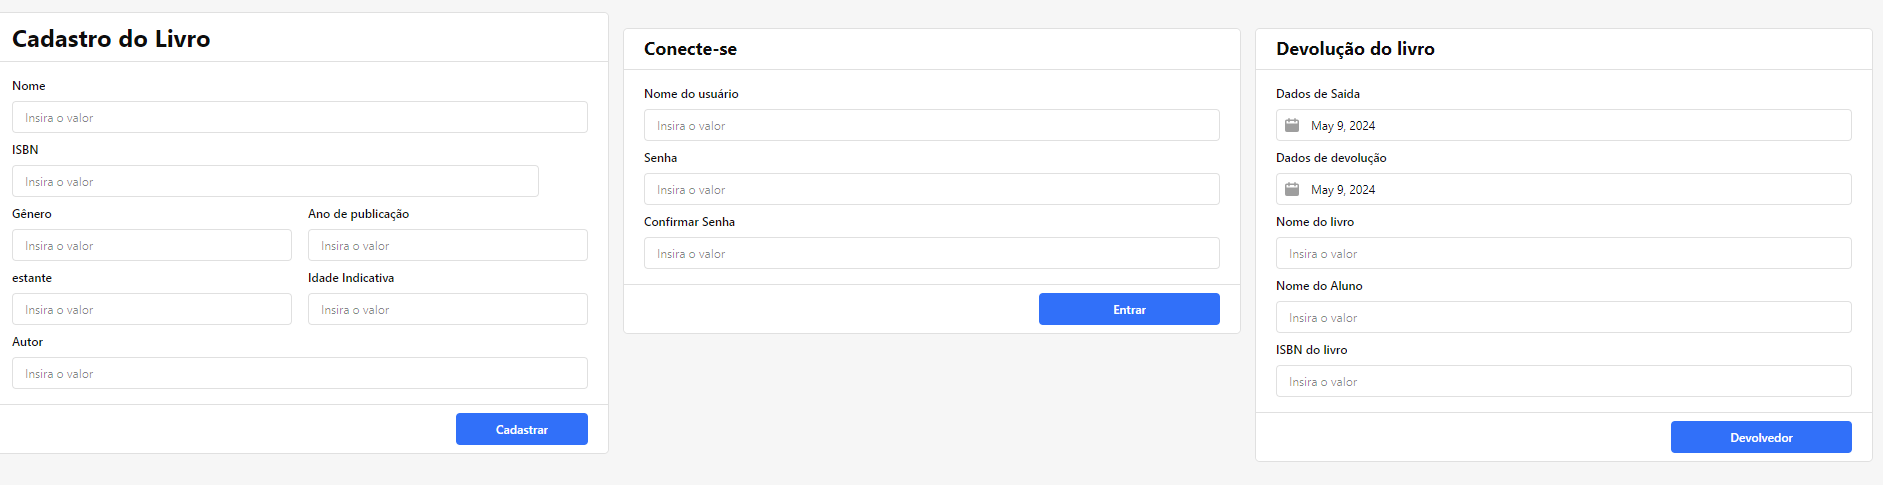 Cadastro do Livro
Nome
Insira o valor
ISBN
Insira o valor
Gênero
Ano de publicação
Insira o valor
Insira o valor
estante
Idade Indicativa
Insira o valor
Insira o valor
Autor
Insira o valor
Cadastrar
Conecte-se
Nome do usuário
Insira o valor
Senha
Insira o valor
Confirmar Senha
Insira o valor
Entrar
Devolução do livro
Dados de Saida
May 9, 2024
Dados de devolução
May 9, 2024
Nome do livro
Insira o valor
Nome do Aluno
Insira o valor
ISBN do livro
Insira o valor
Devolvedor